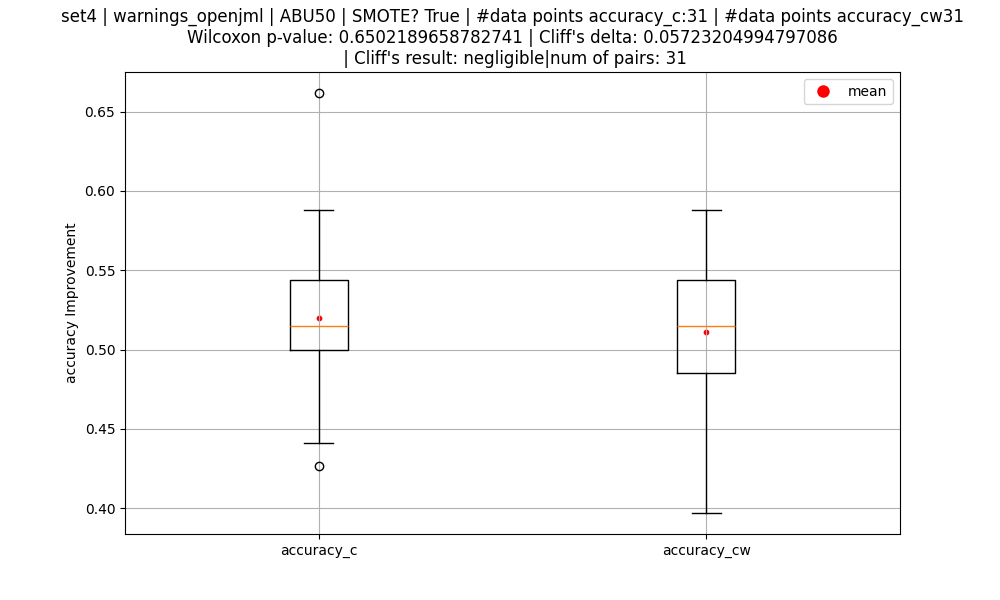 set4 | warnings_openjml | ABU50 | SMOTE? True | #data points accuracy_c:31 | #data points accuracy_cw31
Wilcoxon p-value: 0.6502189658782741 | Cliff's delta: 0.05723204994797086
| Cliff's result: negligible|num of pairs: 31
mean
0.65
0.60
0.55
0.50
0.45
0.40
accuracy Improvement
accuracy_c
accuracy_cw